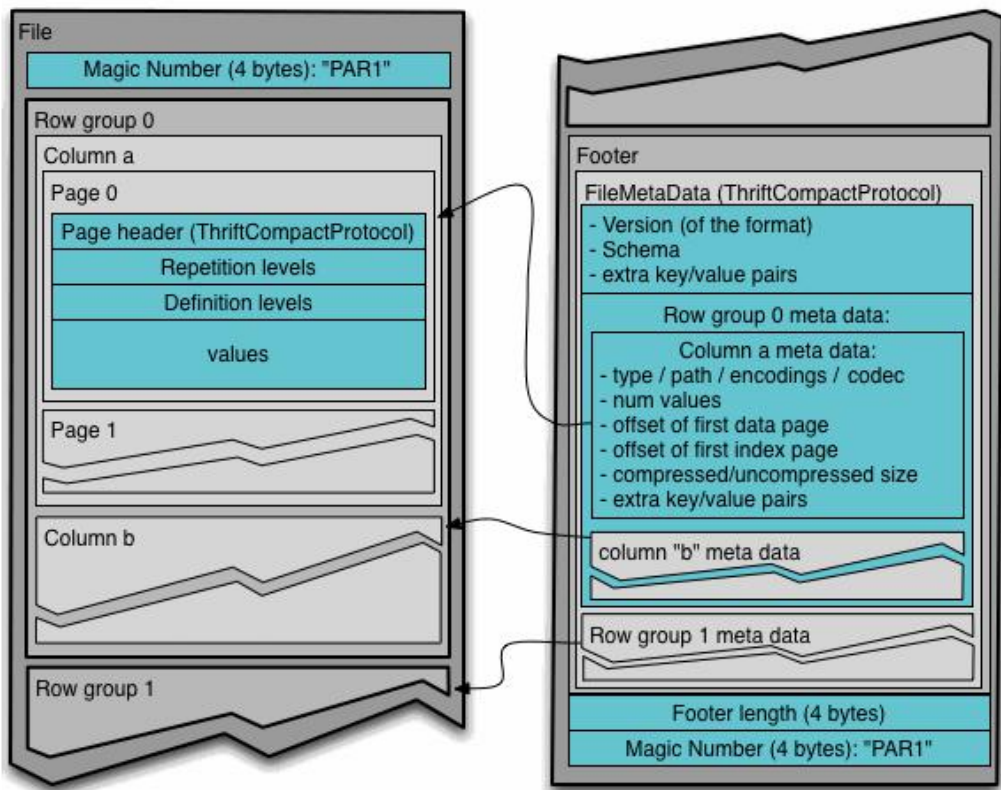 File
Magic Number (4 bytes): "PAR1"
Row group 0
Column a
Page 0
Page header (ThriftCompactProtocol)
Repetition levels
Definition levels
values
Page 1
Column b
Row group 1
Footer
FileMetaData (ThriftCompactProtocol)
- Version (of the format)
- Schema
- extra key/value pairs
Row group 0 meta data:
Column a meta data:
- type / path / encodings / codec
- num values
- offset of first data page
- offset of first index page
- compressed/uncompressed size
- extra key/value pairs
column "b" meta data
Row group 1 meta data
Footer length (4 bytes)
Magic Number (4 bytes): "PAR1"